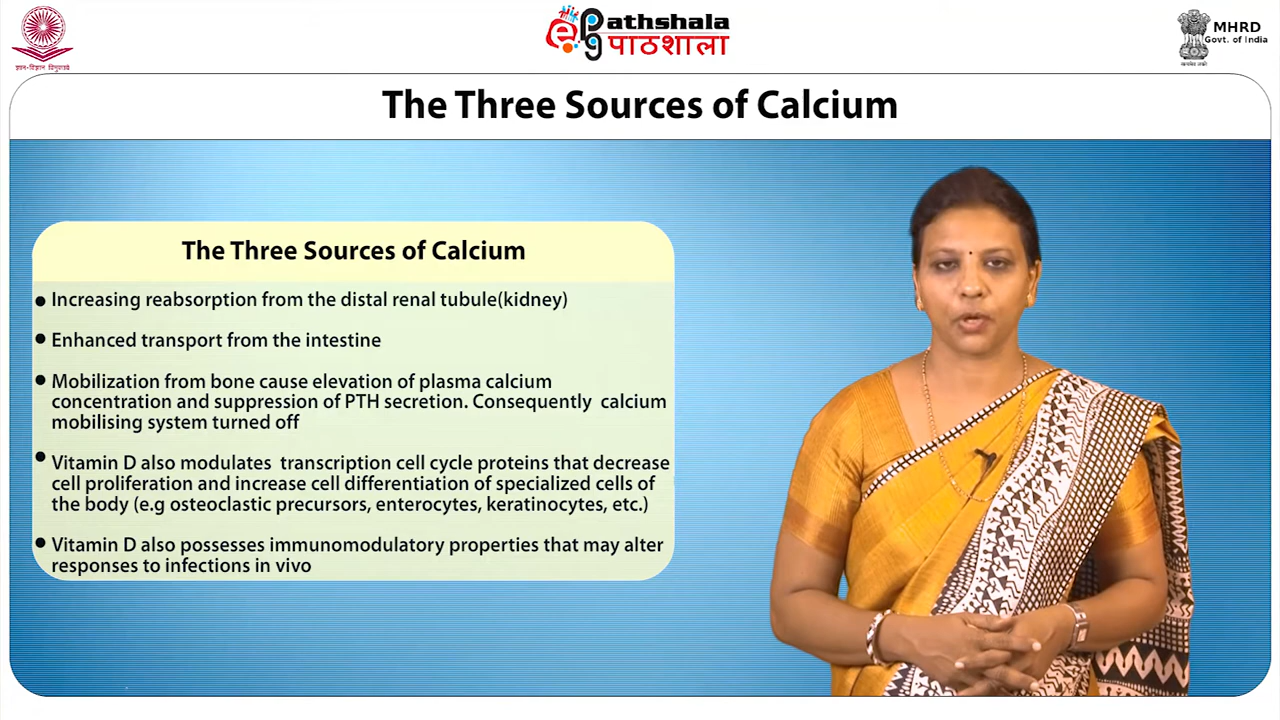 ePG Pathshala
पाठशाला
MHRD
Govt. of India
The Three Sources of Calcium
The Three Sources of Calcium
• Increasing reabsorption from the distal renal tubule(kidney)
• Enhanced transport from the intestine
• Mobilization from bone cause elevation of plasma calcium
concentration and suppression of PTH secretion. Consequently calcium
mobilising system turned off
• Vitamin D also modulates transcription cell cycle proteins that decrease
cell proliferation and increase cell differentiation of specialized cells of
the body (e.g osteoclastic precursors, enterocytes, keratinocytes, etc.)
• Vitamin D also possesses immunomodulatory properties that may alter
responses to infections in vivo